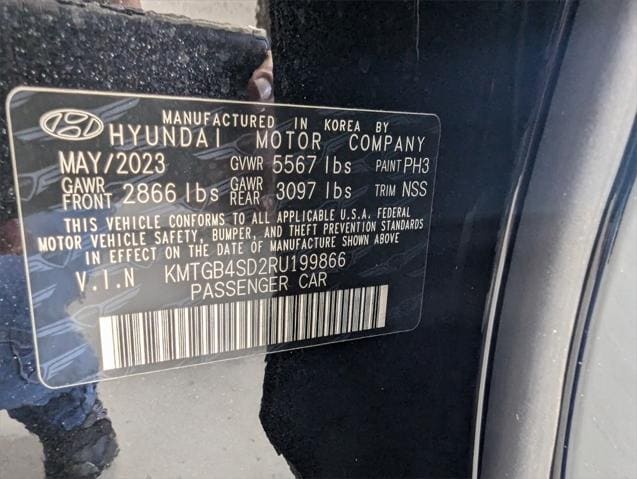 MANUFACTURED IN KOREA BY
HYUNDAI MOTOR COMPANY
MAY/2023 GVWR 5567 lbs PAINT PH3
GAWR FRONT 2866 lbs GAWR REAR 3097 lbs TRIM NSS
THIS VEHICLE CONFORMS TO ALL APPLICABLE U.S.A. FEDERAL
MOTOR VEHICLE SAFETY, BUMPER, AND THEFT PREVENTION STANDARDS
IN EFFECT ON THE DATE OF MANUFACTURE SHOWN ABOVE
V.I.N KMTGB4SD2RU199866
PASSENGER CAR